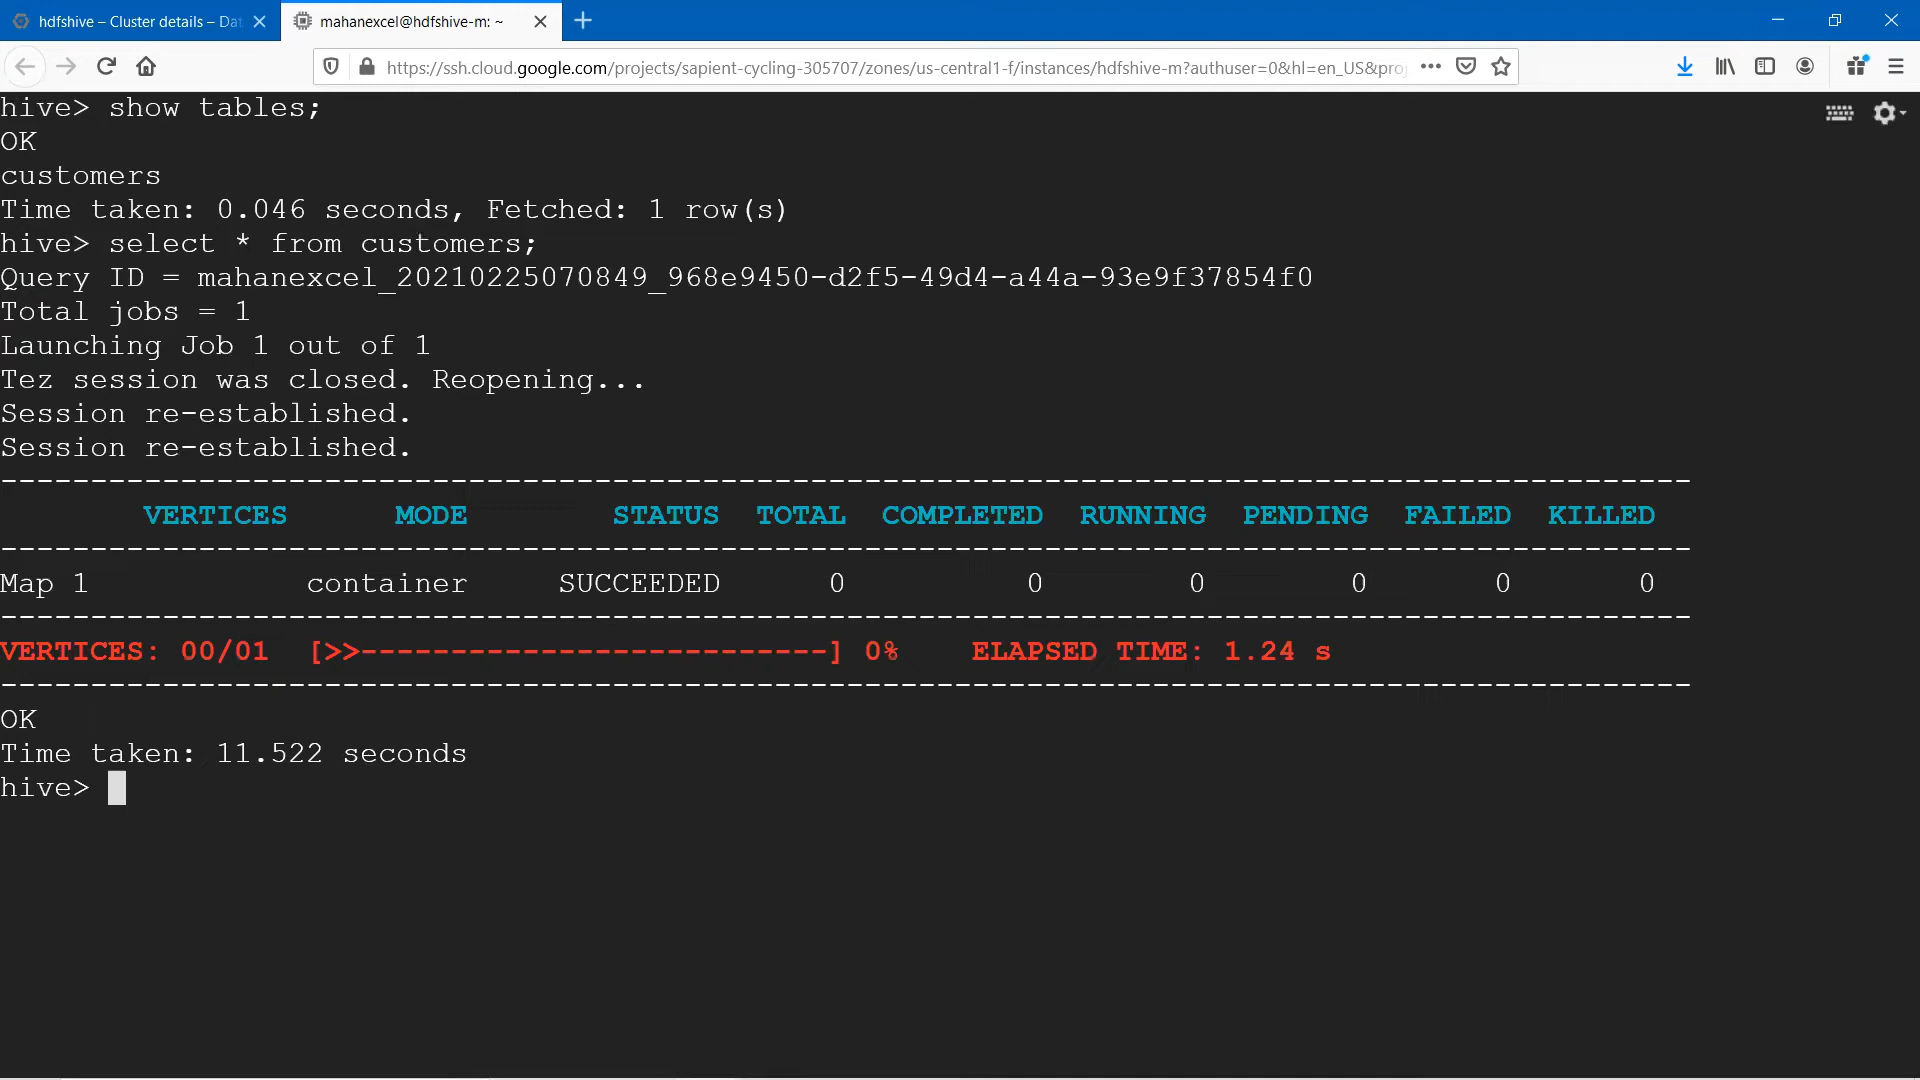 hdfshive – Cluster details – Dat
mahanexcel@hdfshive-m: ~
https://ssh.cloud.google.com/projects/sapient-cycling-305707/zones/us-central1-f/instances/hdfshive-m?authuser=0&hl=en_US&proj
hive> show tables;
OK
customers
Time taken: 0.046 seconds, Fetched: 1 row(s)
hive> select * from customers;
Query ID = mahanexcel_20210225070849_968e9450-d2f5-49d4-a44a-93e9f37854f0
Total jobs = 1
Launching Job 1 out of 1
Tez session was closed. Reopening...
Session re-established.
Session re-established.
----------------------------------------------------------------------------------------------
VERTICES MODE STATUS TOTAL COMPLETED RUNNING PENDING FAILED KILLED
----------------------------------------------------------------------------------------------
Map 1 container SUCCEEDED 0 0 0 0 0 0
----------------------------------------------------------------------------------------------
VERTICES: 00/01 [>>--------------------------] 0% ELAPSED TIME: 1.24 s
----------------------------------------------------------------------------------------------
OK
Time taken: 11.522 seconds
hive>